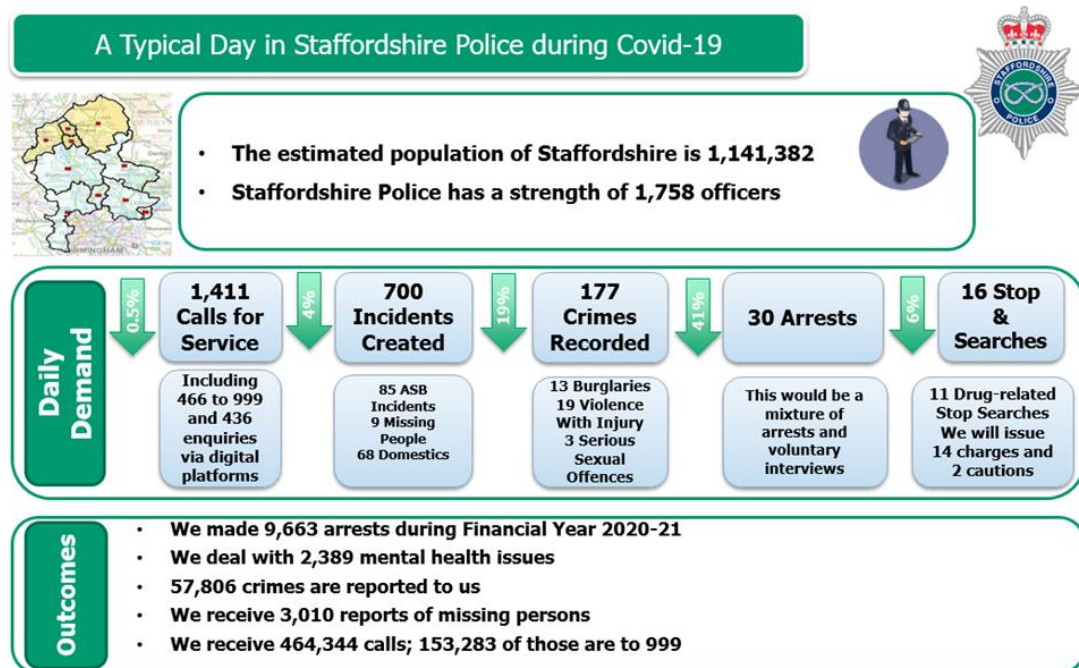 A Typical Day in Staffordshire Police during Covid-19
STAFFORDSHIRE
POLICE
• The estimated population of Staffordshire is 1,141,382
• Staffordshire Police has a strength of 1,758 officers
Daily
Demand
0.5%
1,411
Calls for
Service
Including
466 to 999
and 436
enquiries
via digital
platforms
4%
700
Incidents
Created
85 ASB
Incidents
9 Missing
People
68 Domestics
19%
177
Crimes
Recorded
13 Burglaries
19 Violence
With Injury
3 Serious
Sexual
Offences
41%
30 Arrests
This would be a
mixture of
arrests and
voluntary
interviews
6%
16 Stop
&
Searches
11 Drug-related
Stop Searches
We will issue
14 charges and
2 cautions
Outcomes
• We made 9,663 arrests during Financial Year 2020-21
• We deal with 2,389 mental health issues
• 57,806 crimes are reported to us
• We receive 3,010 reports of missing persons
• We receive 464,344 calls; 153,283 of those are to 999